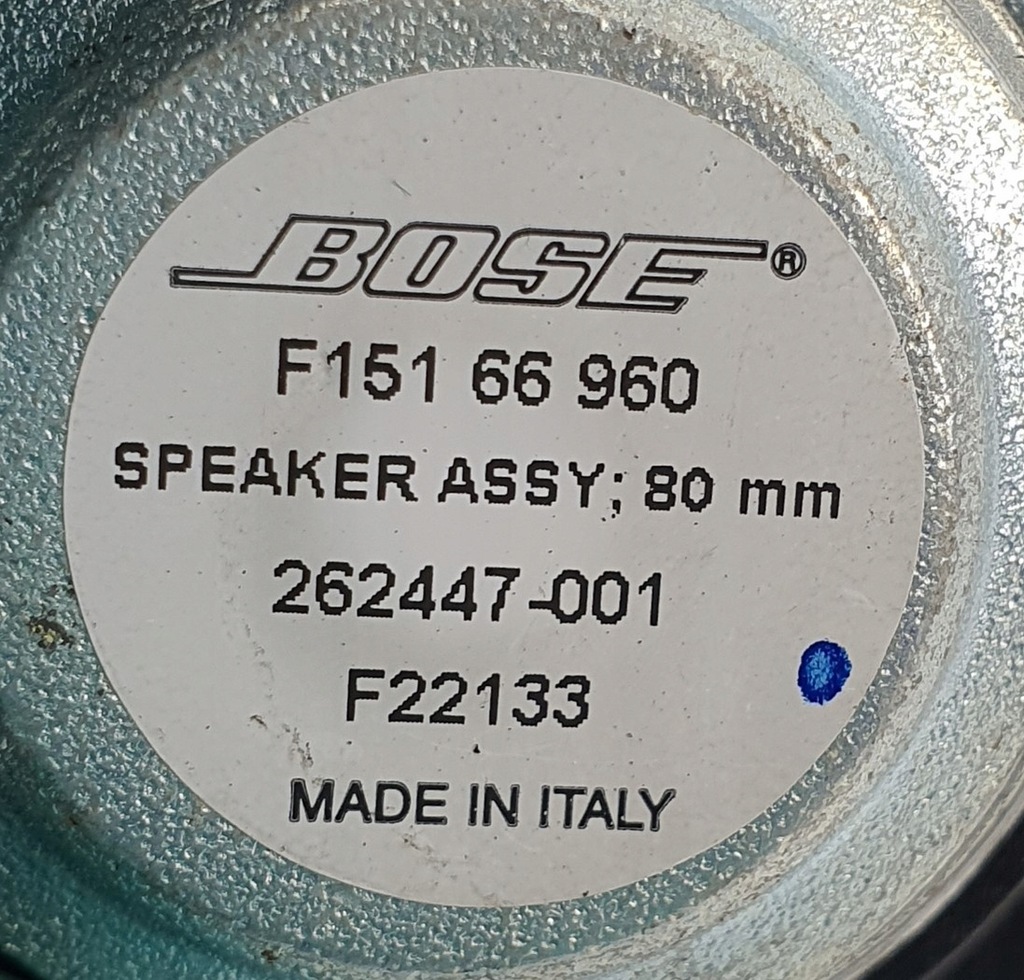 BOSE®
F151 66 960
SPEAKER ASSY; 80 mm
262447-001
F22133
MADE IN ITALY